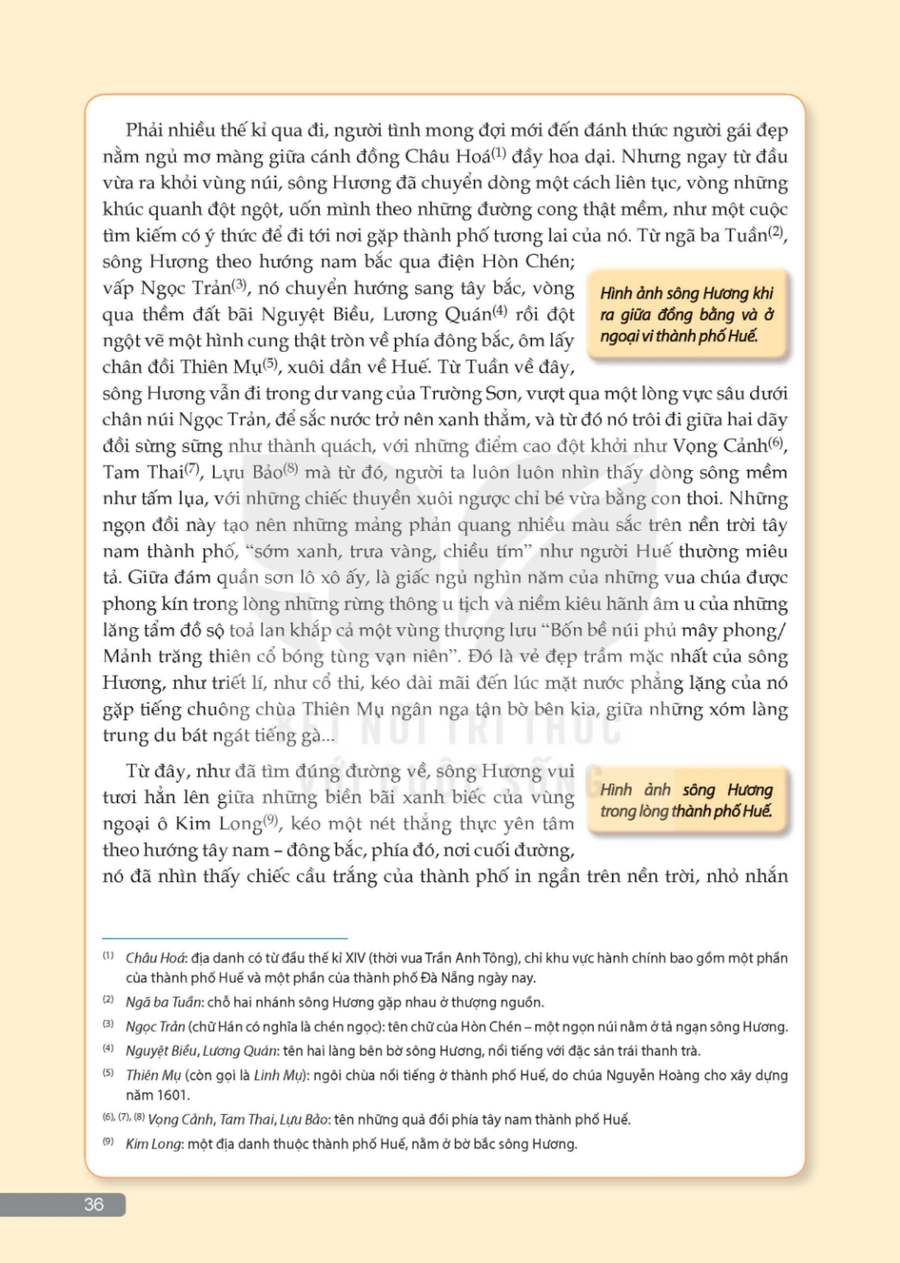 Phải nhiều thế kỉ qua đi, người tình mong đợi mới đến đánh thức người gái đẹp
nằm ngủ mơ màng giữa cánh đồng Châu Hoá(1) đầy hoa dại. Nhưng ngay từ đầu
vừa ra khỏi vùng núi, sông Hương đã chuyển dòng một cách liên tục, vòng những
khúc quanh đột ngột, uốn mình theo những đường cong thật mềm, như một cuộc
tìm kiếm có ý thức để đi tới nơi gặp thành phố tương lai của nó. Từ ngã ba Tuần(2),
sông Hương theo hướng nam bắc qua điện Hòn Chén;
vấp Ngọc Trản(3), nó chuyển hướng sang tây bắc, vòng
qua thềm đất bãi Nguyệt Biều, Lương Quán(4) rồi đột
ngột vẽ một hình cung thật tròn về phía đông bắc, ôm lấy
chân đồi Thiên Mụ(5), xuôi dần về Huế. Từ Tuần về đây,
Hình ảnh sông Hương khi
ra giữa đồng bằng và ở
ngoại vi thành phố Huế.
sông Hương vẫn đi trong dư vang của Trường Sơn, vượt qua một lòng vực sâu dưới
chân núi Ngọc Trản, để sắc nước trở nên xanh thẳm, và từ đó nó trôi đi giữa hai dãy
đồi sừng sững như thành quách, với những điểm cao đột khởi như Vọng Cảnh(6),
Tam Thai(7), Lựu Bảo(8) mà từ đó, người ta luôn luôn nhìn thấy dòng sông mềm
như tấm lụa, với những chiếc thuyền xuôi ngược chỉ bé vừa bằng con thoi. Những
ngọn đồi này tạo nên những mảng phản quang nhiều màu sắc trên nền trời tây
nam thành phố, “sớm xanh, trưa vàng, chiều tím” như người Huế thường miêu
tả. Giữa đám quần sơn lô xô ấy, là giấc ngủ nghìn năm của những vua chúa được
phong kín trong lòng những rừng thông u tịch và niềm kiêu hãnh âm u của những
lăng tẩm đồ sộ toả lan khắp cả một vùng thượng lưu “Bốn bề núi phủ mây phong/
Mảnh trăng thiên cổ bóng tùng vạn niên”. Đó là vẻ đẹp trầm mặc nhất của sông
Hương, như triết lí, như cổ thi, kéo dài mãi đến lúc mặt nước phẳng lặng của nó
gặp tiếng chuông chùa Thiên Mụ ngân nga tận bờ bên kia, giữa những xóm làng
trung du bát ngát tiếng gà...
KẾT NỐI TRI THỨC
VỚI CUỘC SỐNG
Từ đây, như đã tìm đúng đường về, sông Hương vui
tươi hẳn lên giữa những biền bãi xanh biếc của vùng
ngoại ô Kim Long(9), kéo một nét thẳng thực yên tâm
theo hướng tây nam – đông bắc, phía đó, nơi cuối đường,
Hình ảnh sông Hương
trong lòng thành phố Huế.
nó đã nhìn thấy chiếc cầu trắng của thành phố in ngần trên nền trời, nhỏ nhắn
(1) Châu Hoá: địa danh có từ đầu thế kỉ XIV (thời vua Trần Anh Tông), chỉ khu vực hành chính bao gồm một phần
của thành phố Huế và một phần của thành phố Đà Nẵng ngày nay.
(2) Ngã ba Tuần: chỗ hai nhánh sông Hương gặp nhau ở thượng nguồn.
(3) Ngọc Trản (chữ Hán có nghĩa là chén ngọc): tên chữ của Hòn Chén – một ngọn núi nằm ở tả ngạn sông Hương.
(4) Nguyệt Biều, Lương Quán: tên hai làng bên bờ sông Hương, nổi tiếng với đặc sản trái thanh trà.
(5) Thiên Mụ (còn gọi là Linh Mụ): ngôi chùa nổi tiếng ở thành phố Huế, do chúa Nguyễn Hoàng cho xây dựng
năm 1601.
(6), (7), (8) Vọng Cảnh, Tam Thai, Lựu Bảo: tên những quả đồi phía tây nam thành phố Huế.
(9) Kim Long: một địa danh thuộc thành phố Huế, nằm ở bờ bắc sông Hương.
36